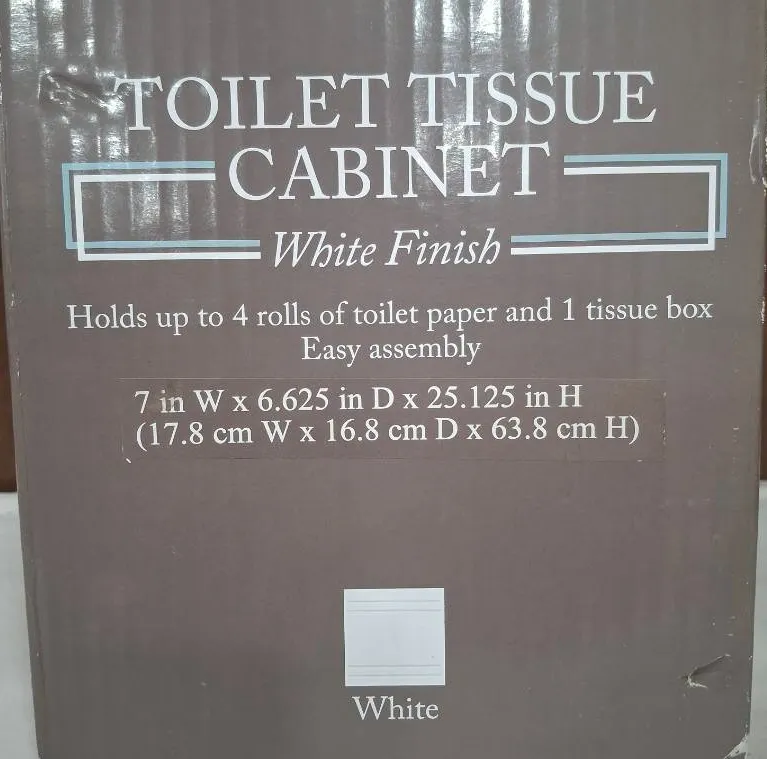 TOILET TISSUE
CABINET
White Finish
Holds up to 4 rolls of toilet paper and 1 tissue box
Easy assembly
7 in W x 6.625 in D x 25.125 in H
(17.8 cm W x 16.8 cm D x 63.8 cm H)
White